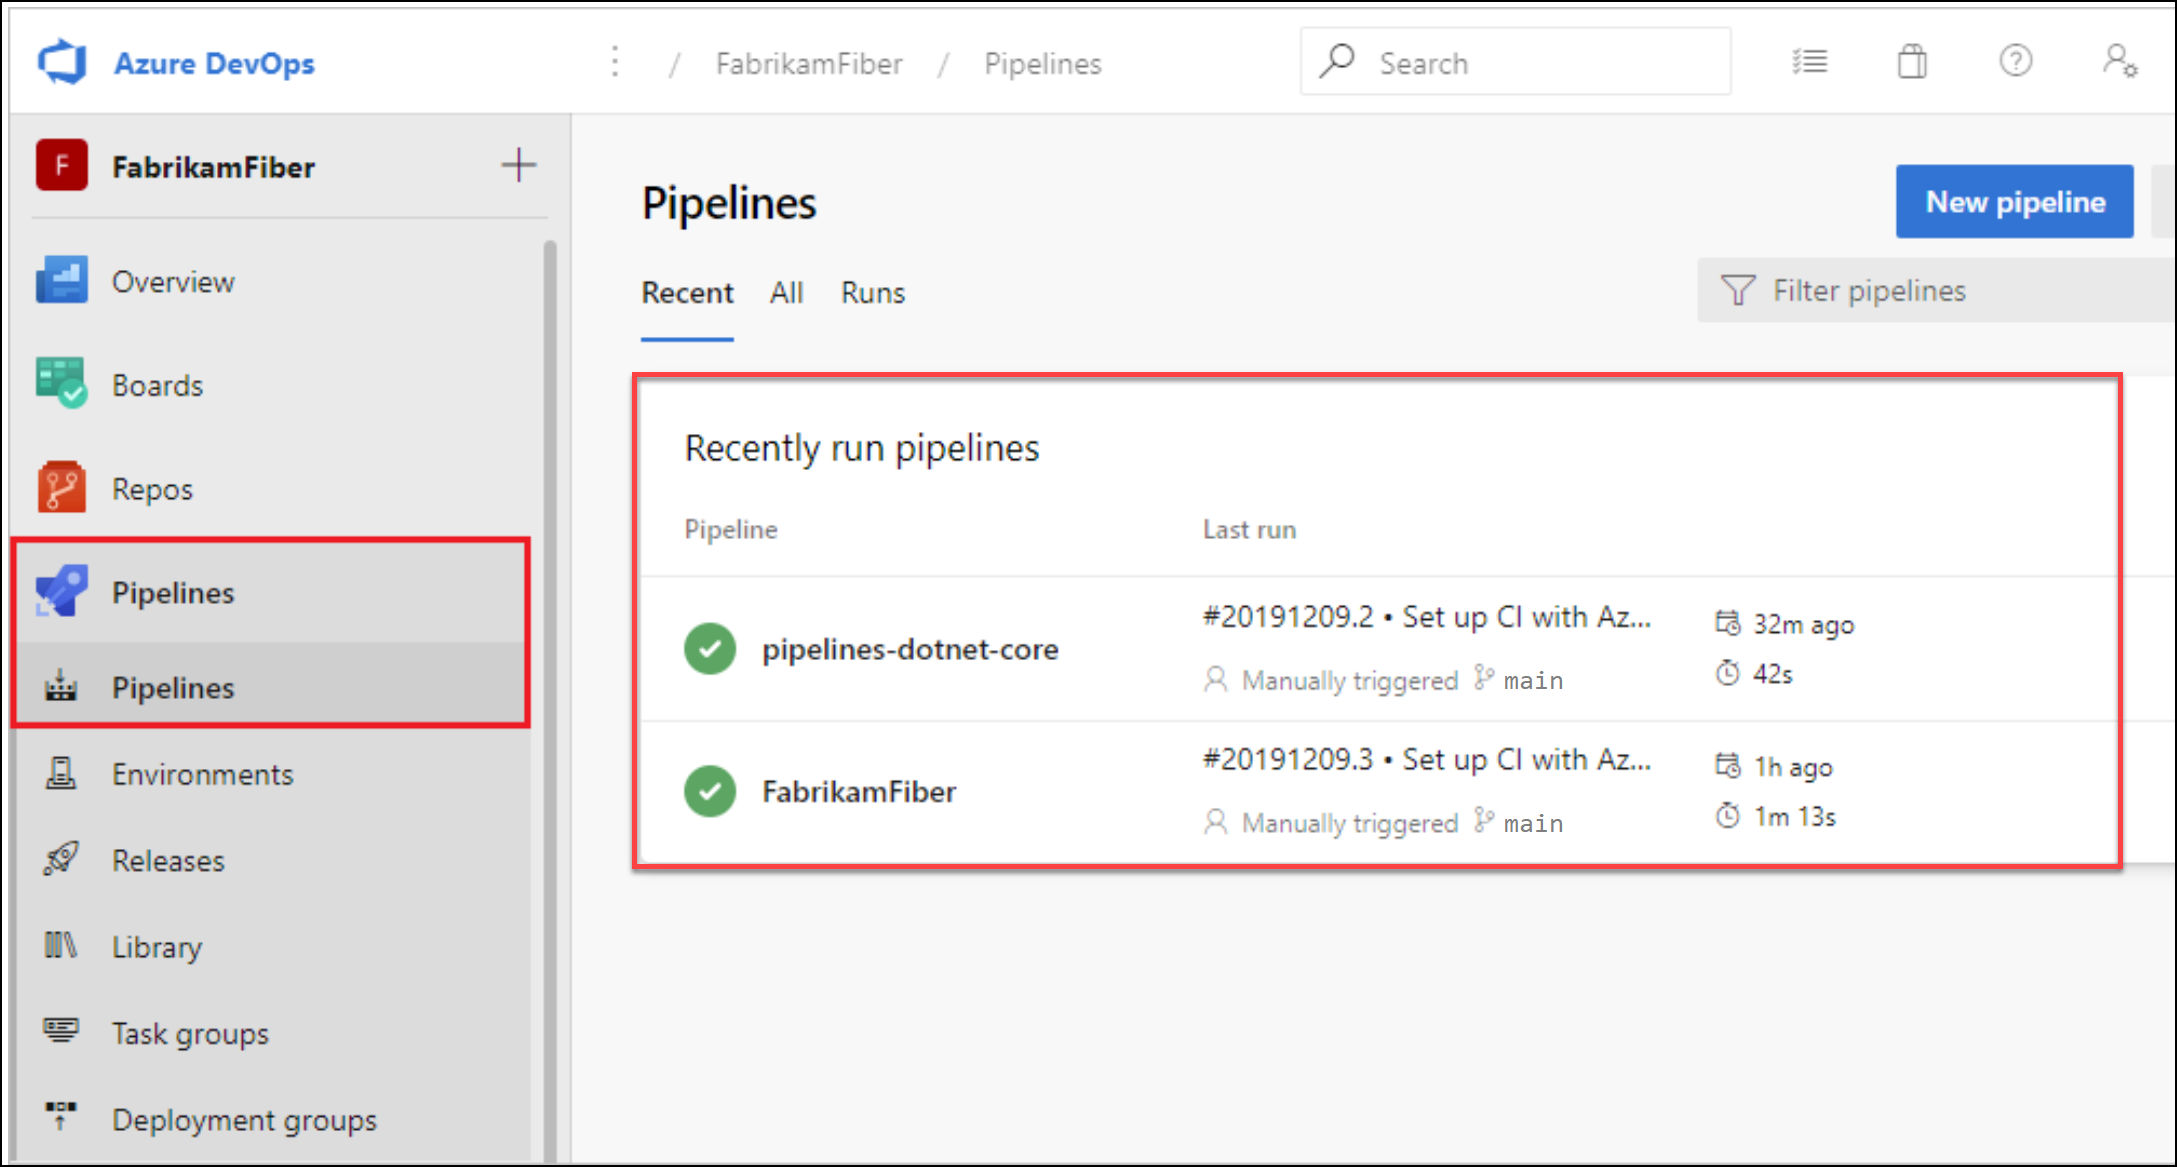 Azure DevOps
/ FabrikamFiber / Pipelines
Search
F FabrikamFiber
Overview
Boards
Repos
Pipelines
Pipelines
Environments
Releases
Library
Task groups
Deployment groups
Pipelines
New pipeline
Recent All Runs
Filter pipelines
Recently run pipelines
Pipeline Last run
pipelines-dotnet-core
#20191209.2 • Set up CI with Az...
Manually triggered main
32m ago
42s
FabrikamFiber
#20191209.3 • Set up CI with Az...
Manually triggered main
1h ago
1m 13s